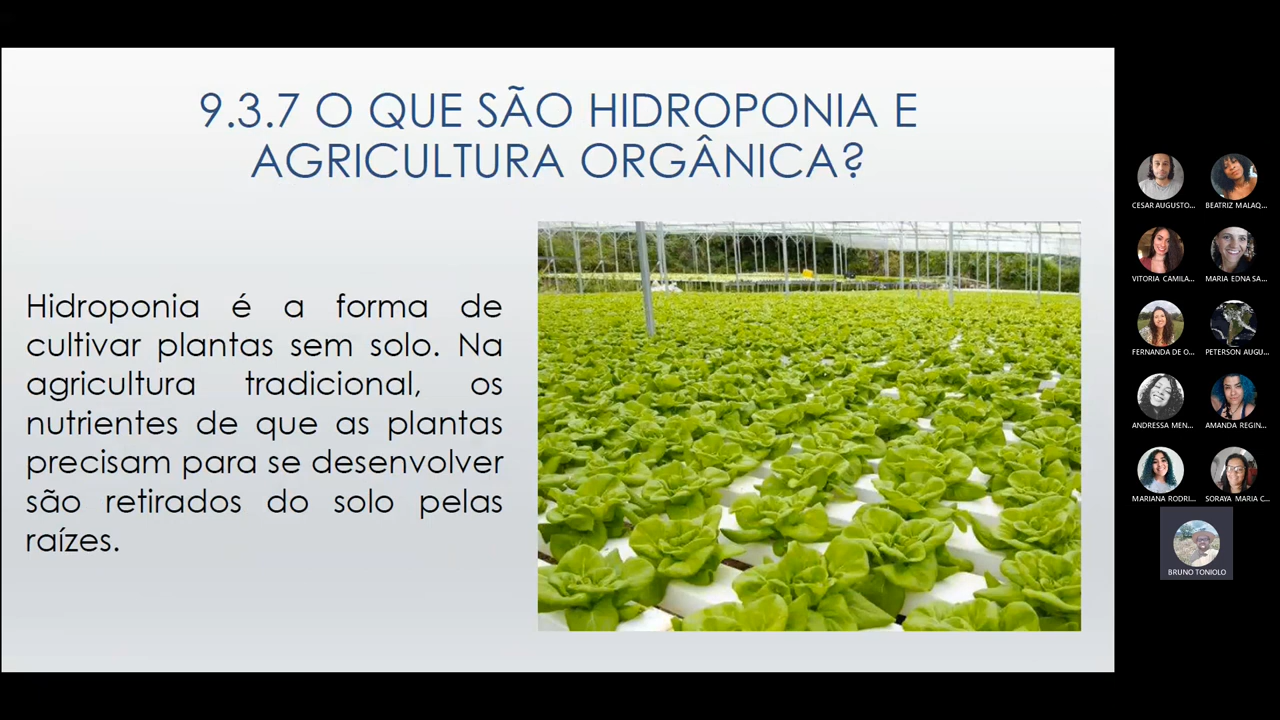 9.3.7 O QUE SÃO HIDROPONIA E
AGRICULTURA ORGÂNICA?
Hidroponia é a forma de
cultivar plantas sem solo. Na
agricultura tradicional, os
nutrientes de que as plantas
precisam para se desenvolver
são retirados do solo pelas
raízes.
CESAR AUGUSTO...
BEATRIZ MALAQ...
VITORIA CAMILA...
MARIA EDNA SA...
FERNANDA DE O...
PETERSON AUGU...
ANDRESSA MEN...
AMANDA REGIN...
MARIANA RODRI...
SORAYA MARIA C...
BRUNO TONIOLO